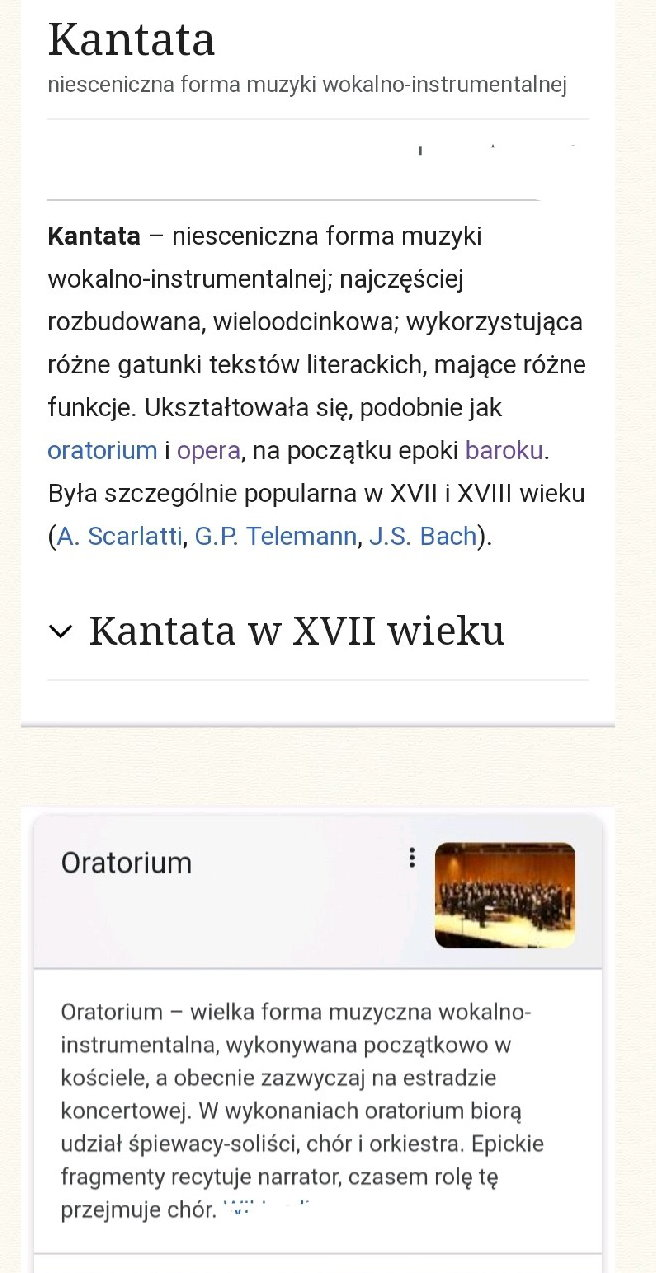 Kantata
niesceniczna forma muzyki wokalno-instrumentalnej
Kantata – niesceniczna forma muzyki
wokalno-instrumentalnej; najczęściej
rozbudowana, wieloodcinkowa; wykorzystująca
różne gatunki tekstów literackich, mające różne
funkcje. Ukształtowała się, podobnie jak
oratorium i opera, na początku epoki baroku.
Była szczególnie popularna w XVII i XVIII wieku
(A. Scarlatti, G.P. Telemann, J.S. Bach).
Kantata w XVII wieku
Oratorium
Oratorium – wielka forma muzyczna wokalno-
instrumentalna, wykonywana początkowo w
kościele, a obecnie zazwyczaj na estradzie
koncertowej. W wykonaniach oratorium biorą
udział śpiewacy-soliści, chór i orkiestra. Epickie
fragmenty recytuje narrator, czasem rolę tę
przejmuje chór.